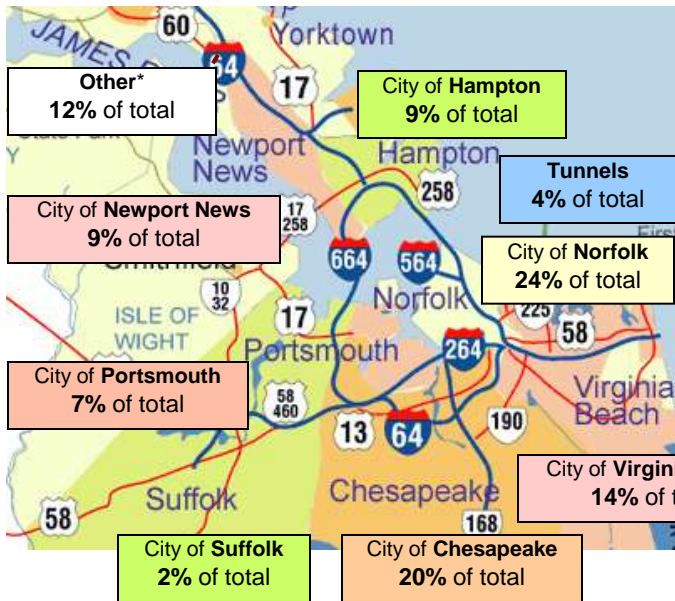 60
Yorktown
JAMES
64
17
Other*
12% of total
City of Hampton
9% of total
Newport
News
Hampton
258
Tunnels
4% of total
City of Newport News
9% of total
17
258
664
564
City of Norfolk
24% of total
10
32
ISLE OF
WIGHT
17
Norfolk
225
58
Portsmouth
264
City of Portsmouth
7% of total
58
460
Virginia
Beach
13
64
190
City of Virgin
14% of
Suffolk
Chesapeake
58
168
City of Suffolk
2% of total
City of Chesapeake
20% of total